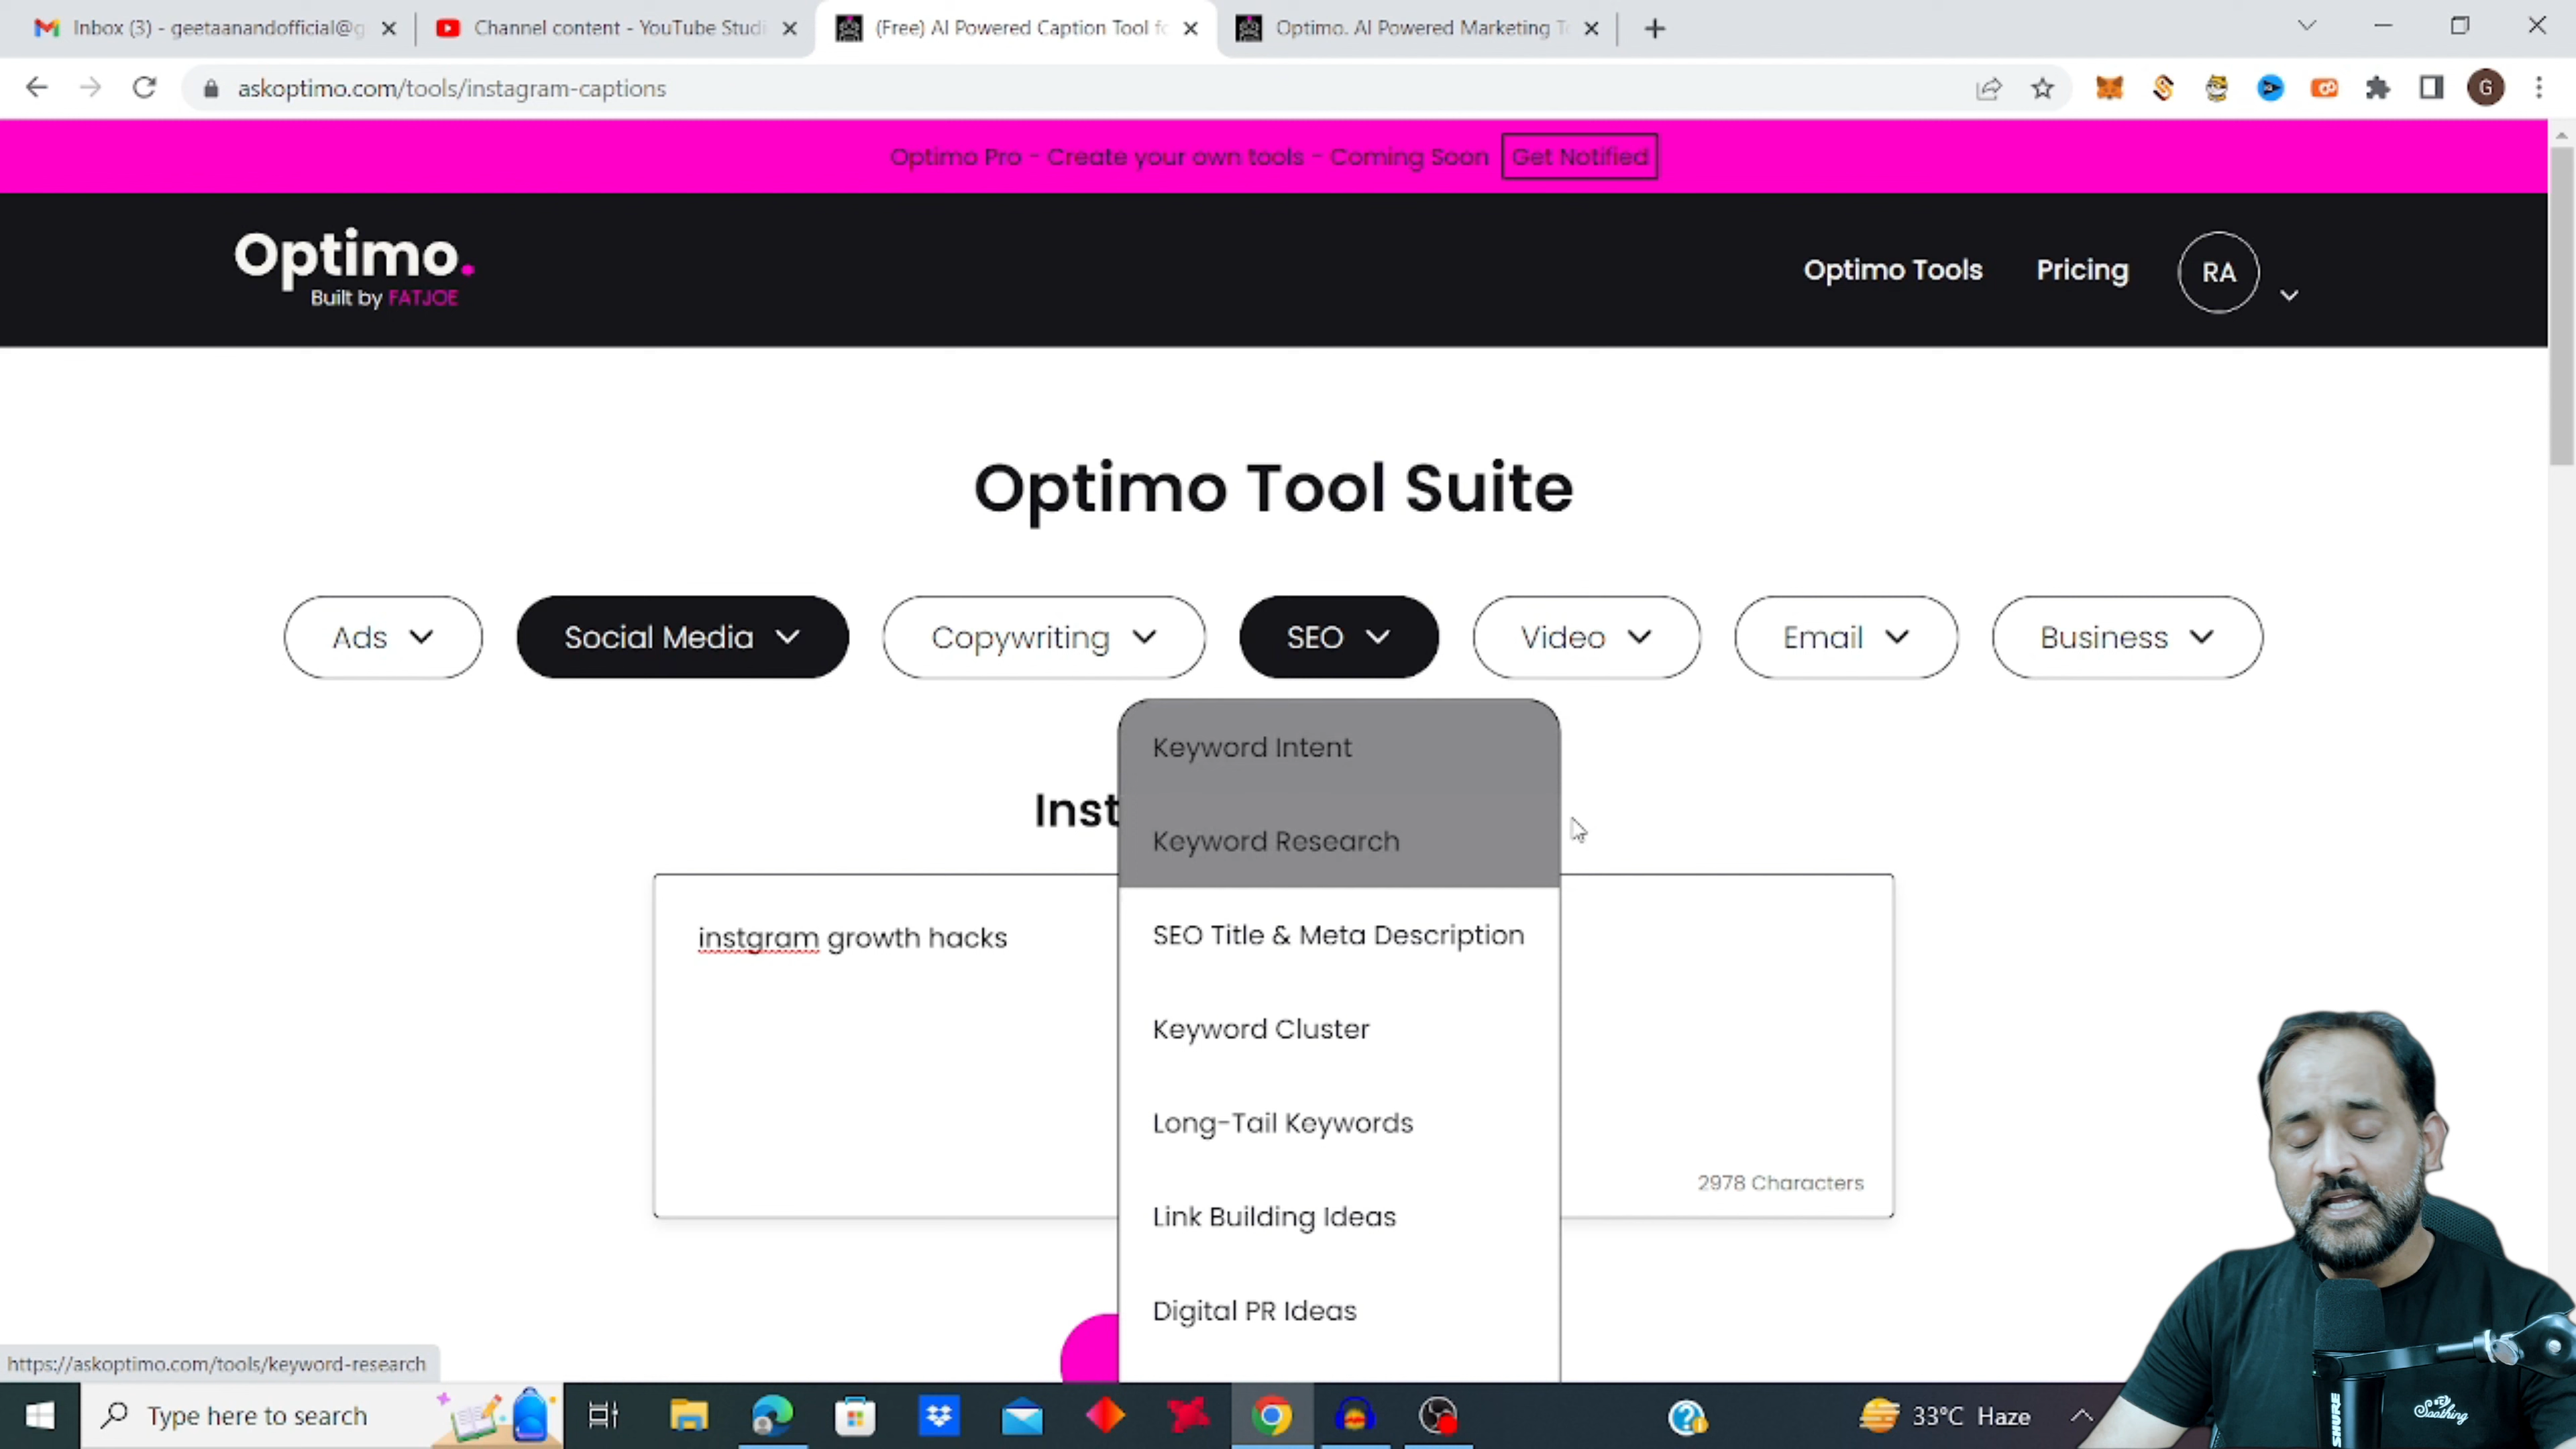 Inbox (3) - geetaanandofficial@g
Channel content - YouTube Studi
(Free) AI Powered Caption Tool fo
Optimo. AI Powered Marketing To
askoptimo.com/tools/instagram-captions
G
Optimo Pro - Create your own tools - Coming Soon Get Notified
Optimo.
Built by FATJOE
Optimo Tools
Pricing
RA
Optimo Tool Suite
Ads
Social Media
Copywriting
SEO
Video
Email
Business
Keyword Intent
Inst
Keyword Research
instgram growth hacks
SEO Title & Meta Description
Keyword Cluster
Long-Tail Keywords
2978 Characters
Link Building Ideas
Digital PR Ideas
https://askoptimo.com/tools/keyword-research
Type here to search
33°C Haze
SHURE
Soothing